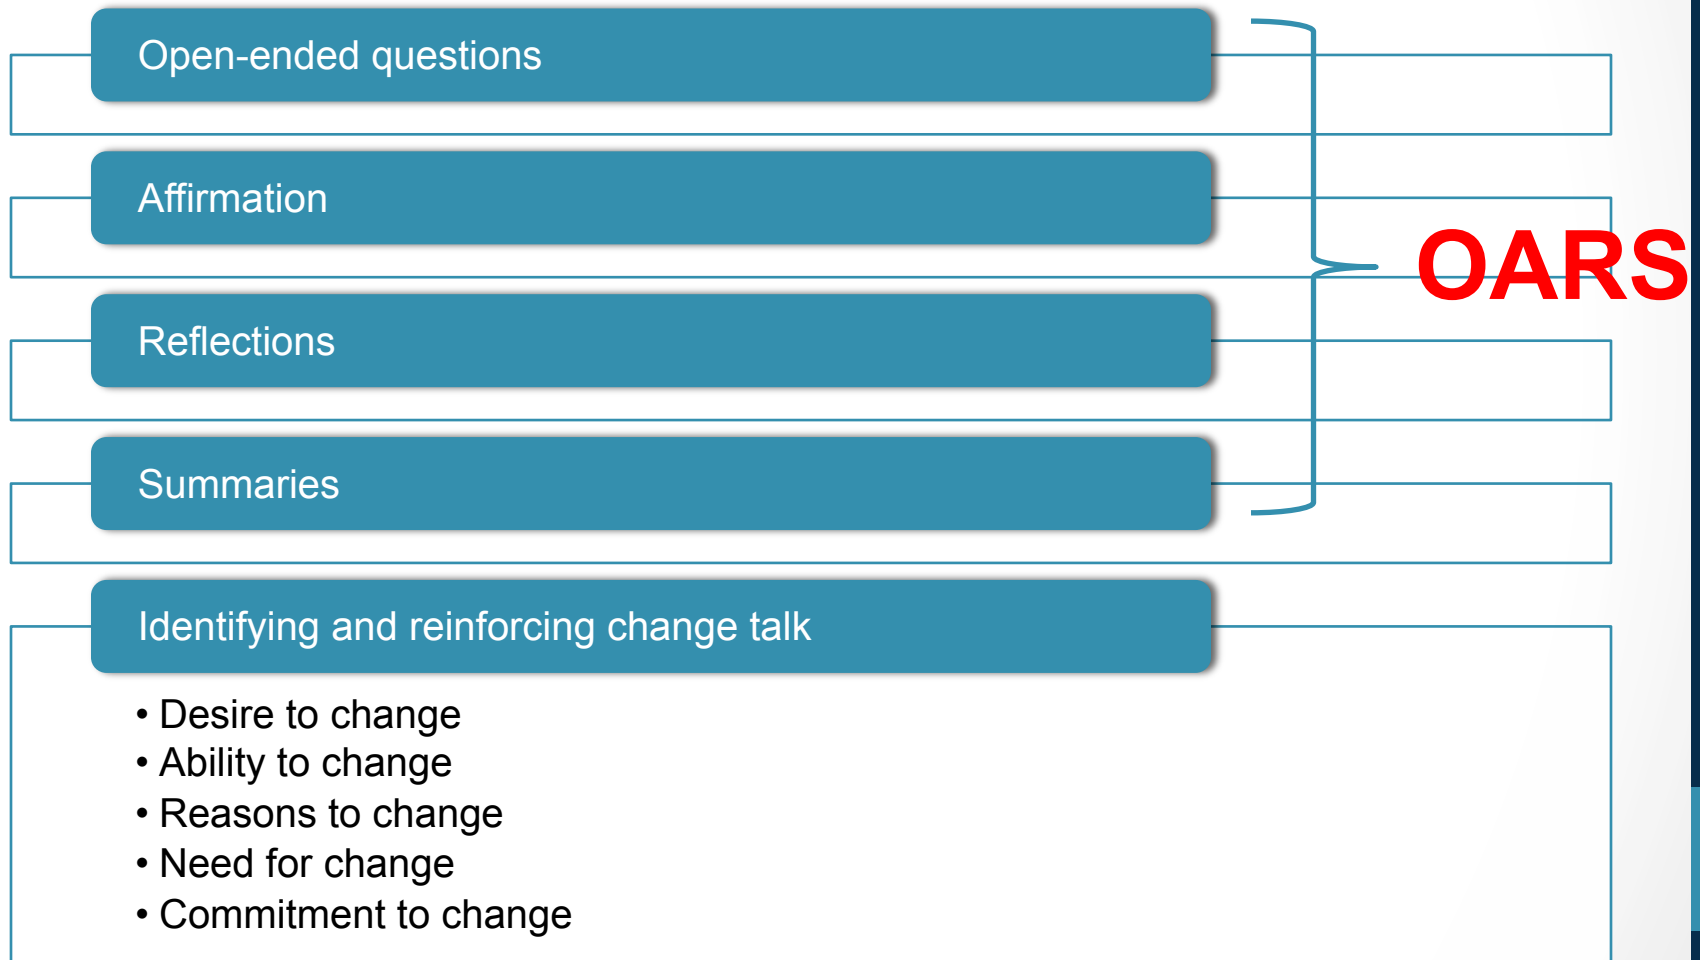 Open-ended questions
Affirmation
OARS
Reflections
Summaries
Identifying and reinforcing change talk
• Desire to change
• Ability to change
• Reasons to change
• Need for change
• Commitment to change